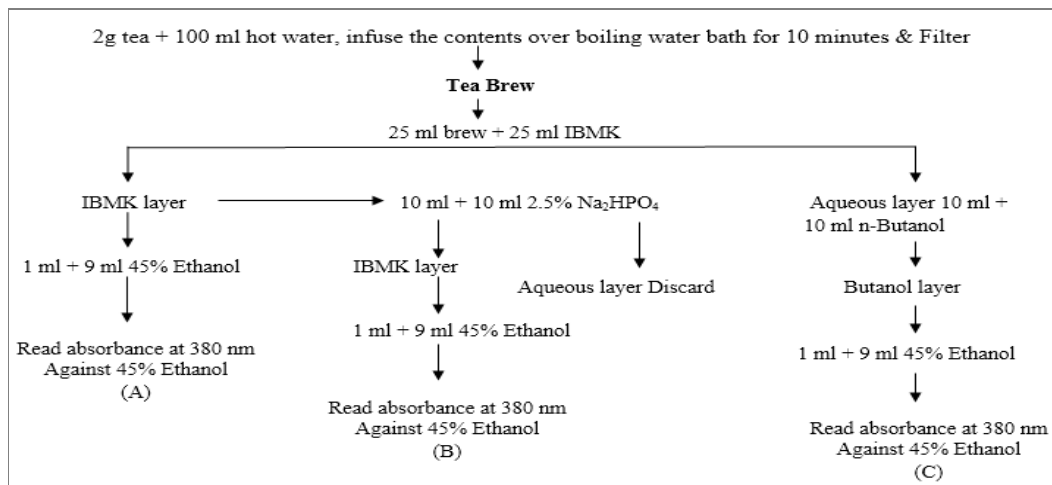 2g tea + 100 ml hot water, infuse the contents over boiling water bath for 10 minutes & Filter
Tea Brew
25 ml brew + 25 ml IBMK
IBMK layer
1 ml + 9 ml 45% Ethanol
Read absorbance at 380 nm
Against 45% Ethanol
(A)
10 ml + 10 ml 2.5% Na₂HPO₄
IBMK layer
Aqueous layer Discard
1 ml + 9 ml 45% Ethanol
Read absorbance at 380 nm
Against 45% Ethanol
(B)
Aqueous layer 10 ml +
10 ml n-Butanol
Butanol layer
1 ml + 9 ml 45% Ethanol
Read absorbance at 380 nm
Against 45% Ethanol
(C)